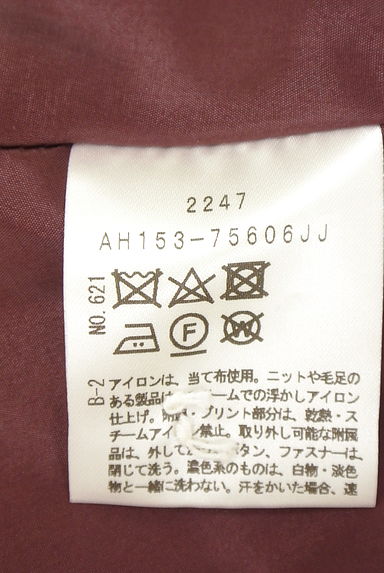 2247
AH153-75606JJ
NO.621
F
W
B-2
アイロンは、当て布使用。ニットや毛足の
ある製品は ームでの浮かしアイロン
仕上げ。 プリント部分は、乾熱・ス
チームアイ 禁止。取り外し可能な附属
品は、外して タン、ファスナーは
閉じて洗う。濃色系のものは、白物・淡色
物と一緒に洗わない。汗をかいた場合、速